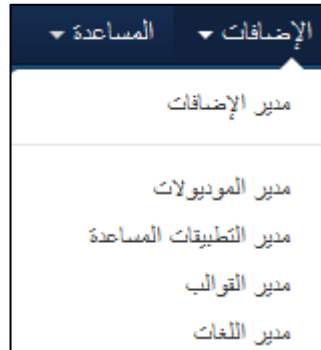 الإضافات المساعدة
مدير الإضافات
مدير الموديولات
مدير التطبيقات المساعدة
مدير القوالب
مدير اللغات